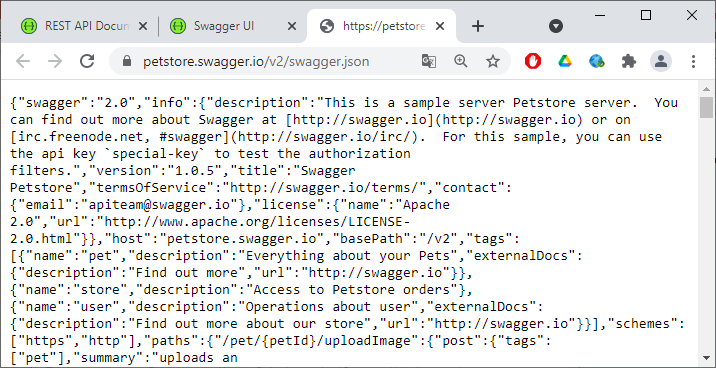 REST API Docum
Swagger UI
https://petstore
petstore.swagger.io/v2/swagger.json
{"swagger":"2.0","info":{"description":"This is a sample server Petstore server.  You
can find out more about Swagger at [http://swagger.io](http://swagger.io) or on
[irc.freenode.net, #swagger](http://swagger.io/irc/).  For this sample, you can use
the api key `special-key` to test the authorization
filters.","version":"1.0.5","title":"Swagger
Petstore","termsOfService":"http://swagger.io/terms/","contact":
{"email":"apiteam@swagger.io"},"license":{"name":"Apache
2.0","url":"http://www.apache.org/licenses/LICENSE-
2.0.html"}},"host":"petstore.swagger.io","basePath":"/v2","tags":
[{"name":"pet","description":"Everything about your Pets","externalDocs":
{"description":"Find out more","url":"http://swagger.io"}},
{"name":"store","description":"Access to Petstore orders"},
{"name":"user","description":"Operations about user","externalDocs":
{"description":"Find out more about our store","url":"http://swagger.io"}}],"schemes":
["https","http"],"paths":{"/pet/{petId}/uploadImage":{"post":{"tags":
["pet"],"summary":"uploads an